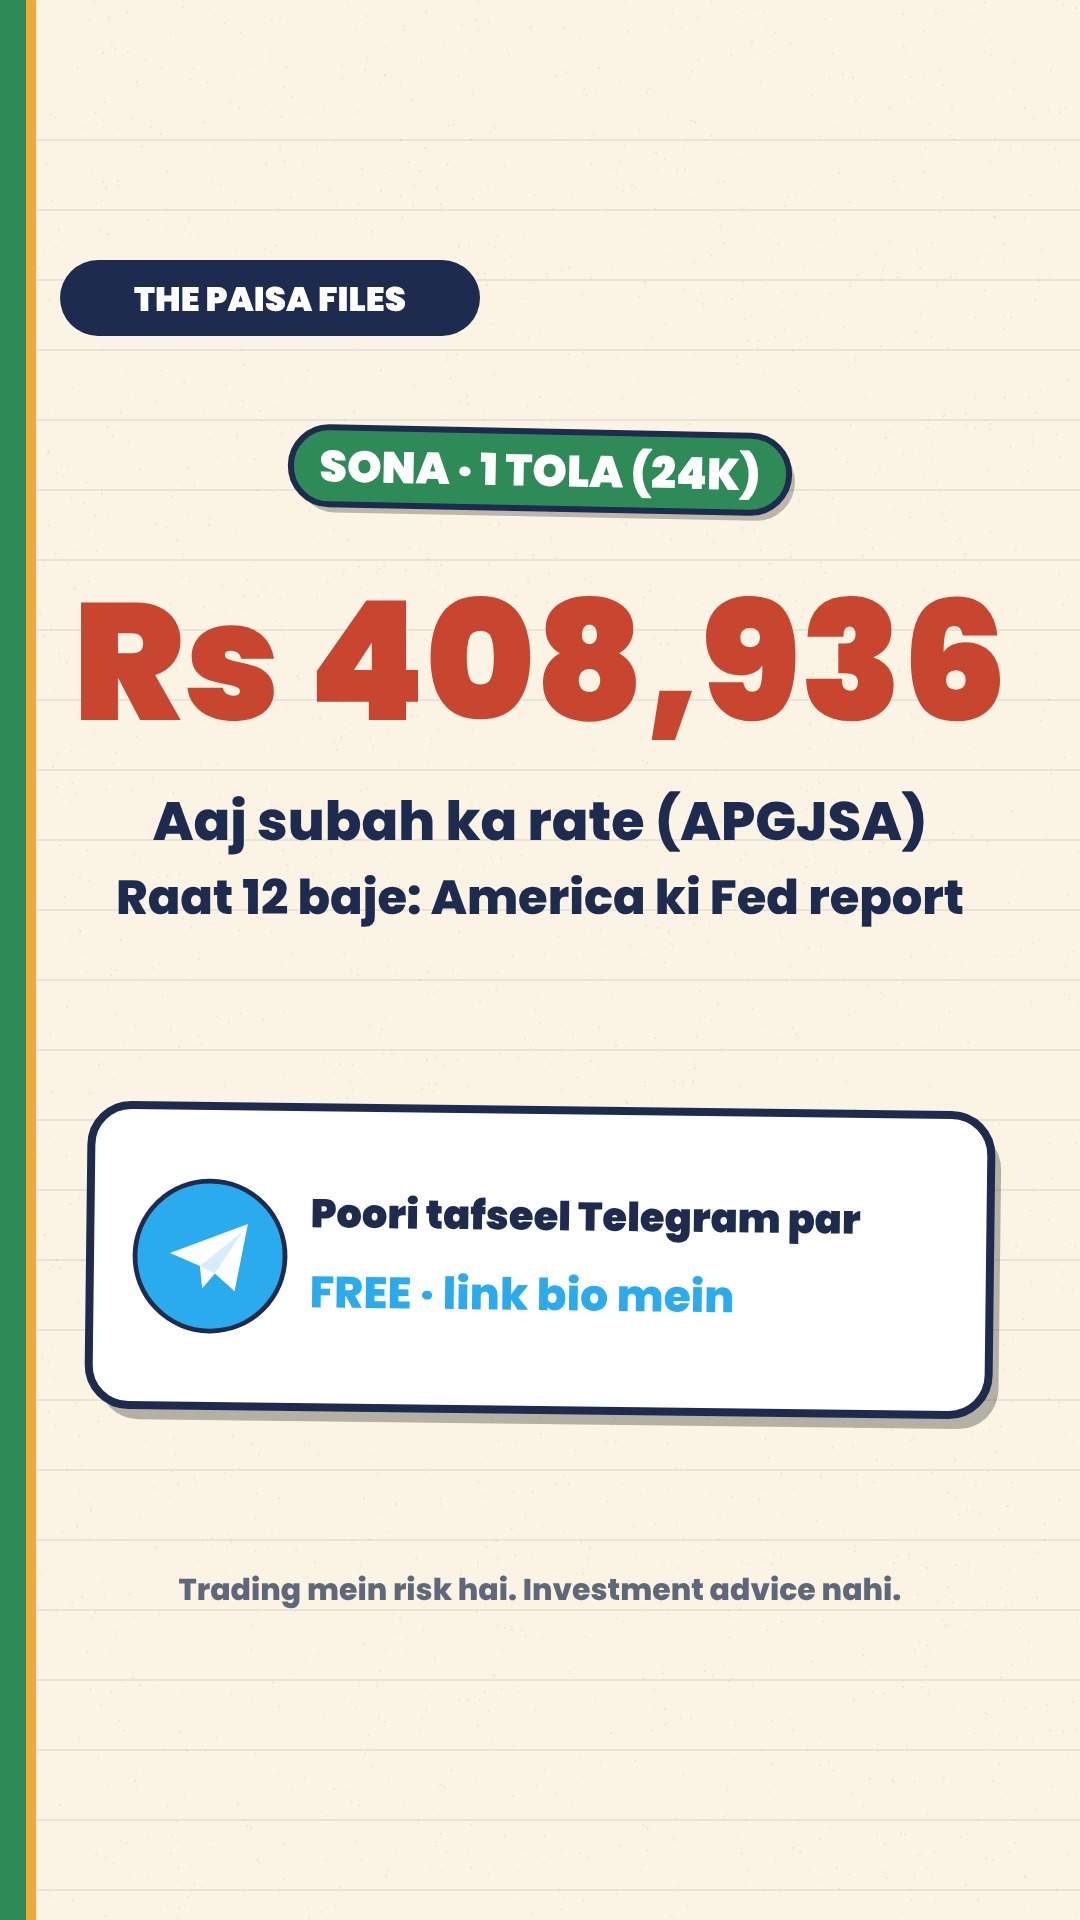 THE PAISA FILES
SONA · 1 TOLA (24K)
Rs 408,936
Aaj subah ka rate (APGJSA)
Raat 12 baje: America ki Fed report
Poori tafseel Telegram par
FREE · link bio mein
Trading mein risk hai. Investment advice nahi.